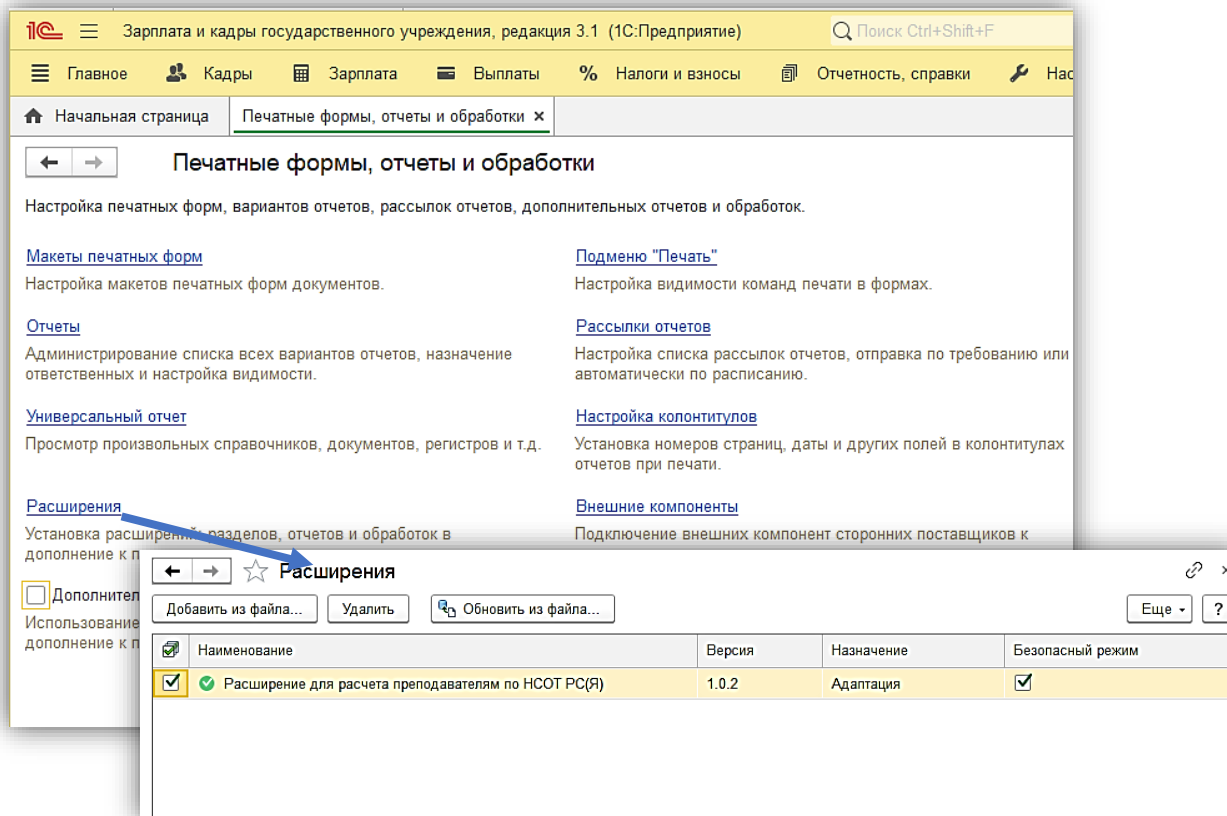 1С Зарплата и кадры государственного учреждения, редакция 3.1 (1С:Предприятие) Поиск Ctrl+Shift+F
Главное Кадры Зарплата Выплаты % Налоги и взносы Отчетность, справки Нас
Начальная страница Печатные формы, отчеты и обработки ×
Печатные формы, отчеты и обработки
Настройка печатных форм, вариантов отчетов, рассылок отчетов, дополнительных отчетов и обработок.
Макеты печатных форм
Настройка макетов печатных форм документов.
Подменю "Печать"
Настройка видимости команд печати в формах.
Отчеты
Администрирование списка всех вариантов отчетов, назначение
ответственных и настройка видимости.
Рассылки отчетов
Настройка списка рассылок отчетов, отправка по требованию или
автоматически по расписанию.
Универсальный отчет
Просмотр произвольных справочников, документов, регистров и т.д.
Настройка колонтитулов
Установка номеров страниц, даты и других полей в колонтитулах
отчетов при печати.
Расширения
Установка расширений: разделов, отчетов и обработок в
дополнение к п
Внешние компоненты
Подключение внешних компонент сторонних поставщиков к
Дополнител
Использование
дополнение к п
Расширения
Добавить из файла... Удалить Обновить из файла... Еще ?
Наименование Версия Назначение Безопасный режим
Расширение для расчета преподавателям по НСОТ РС(Я) 1.0.2 Адаптация